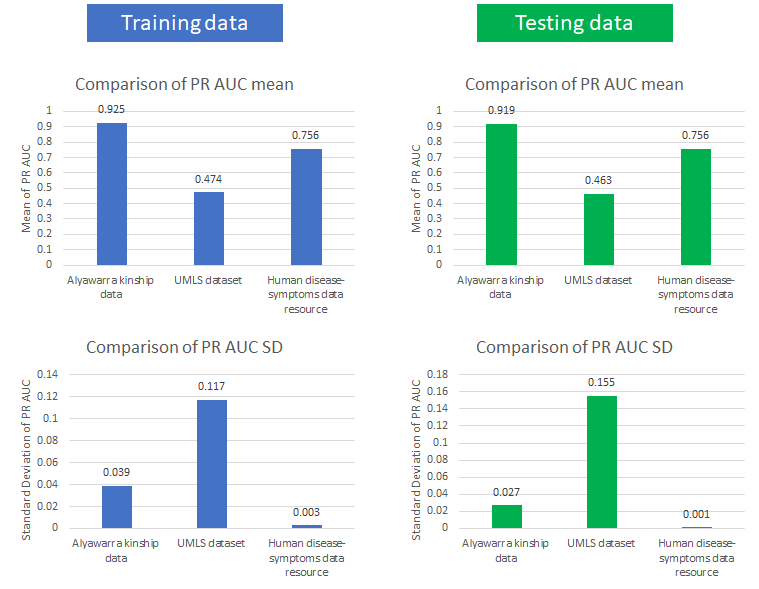 Training data
Testing data
Comparison of PR AUC mean
Mean of PR AUC
1
0.9
0.8
0.7
0.6
0.5
0.4
0.3
0.2
0.1
0
0.925
0.474
0.756
Alyawarra kinship
data
UMLS dataset
Human disease-
symptoms data
resource
Comparison of PR AUC mean
Mean of PR AUC
1
0.9
0.8
0.7
0.6
0.5
0.4
0.3
0.2
0.1
0
0.919
0.463
0.756
Alyawarra kinship
data
UMLS dataset
Human disease-
symptoms data
resource
Comparison of PR AUC SD
Standard Deviation of PR AUC
0.14
0.12
0.1
0.08
0.06
0.04
0.02
0
0.039
0.117
0.003
Alyawarra kinship
data
UMLS dataset
Human disease-
symptoms data
resource
Comparison of PR AUC SD
Standard Deviation of PR AUC
0.18
0.16
0.14
0.12
0.1
0.08
0.06
0.04
0.02
0
0.027
0.155
0.001
Alyawarra kinship
data
UMLS dataset
Human disease-
symptoms data
resource